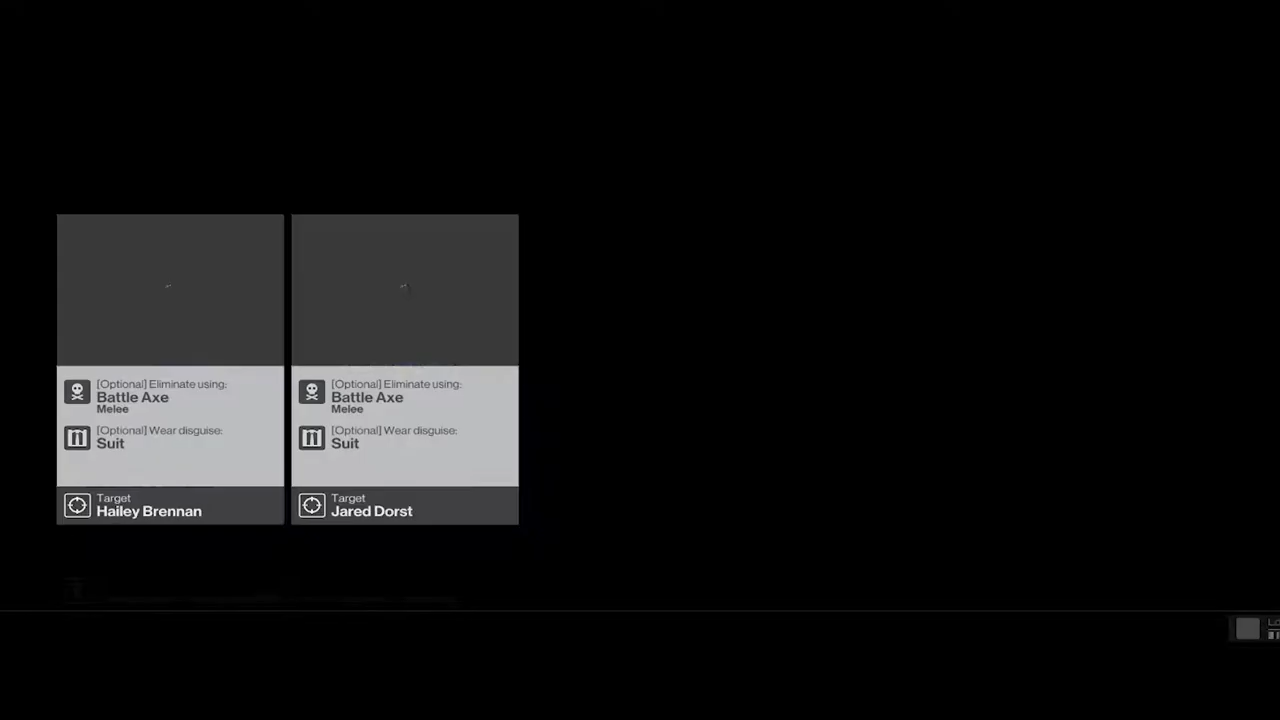 [Optional] Eliminate using:
Battle Axe
Melee
[Optional] Wear disguise:
Suit
Target
Hailey Brennan
[Optional] Eliminate using:
Battle Axe
Melee
[Optional] Wear disguise:
Suit
Target
Jared Dorst